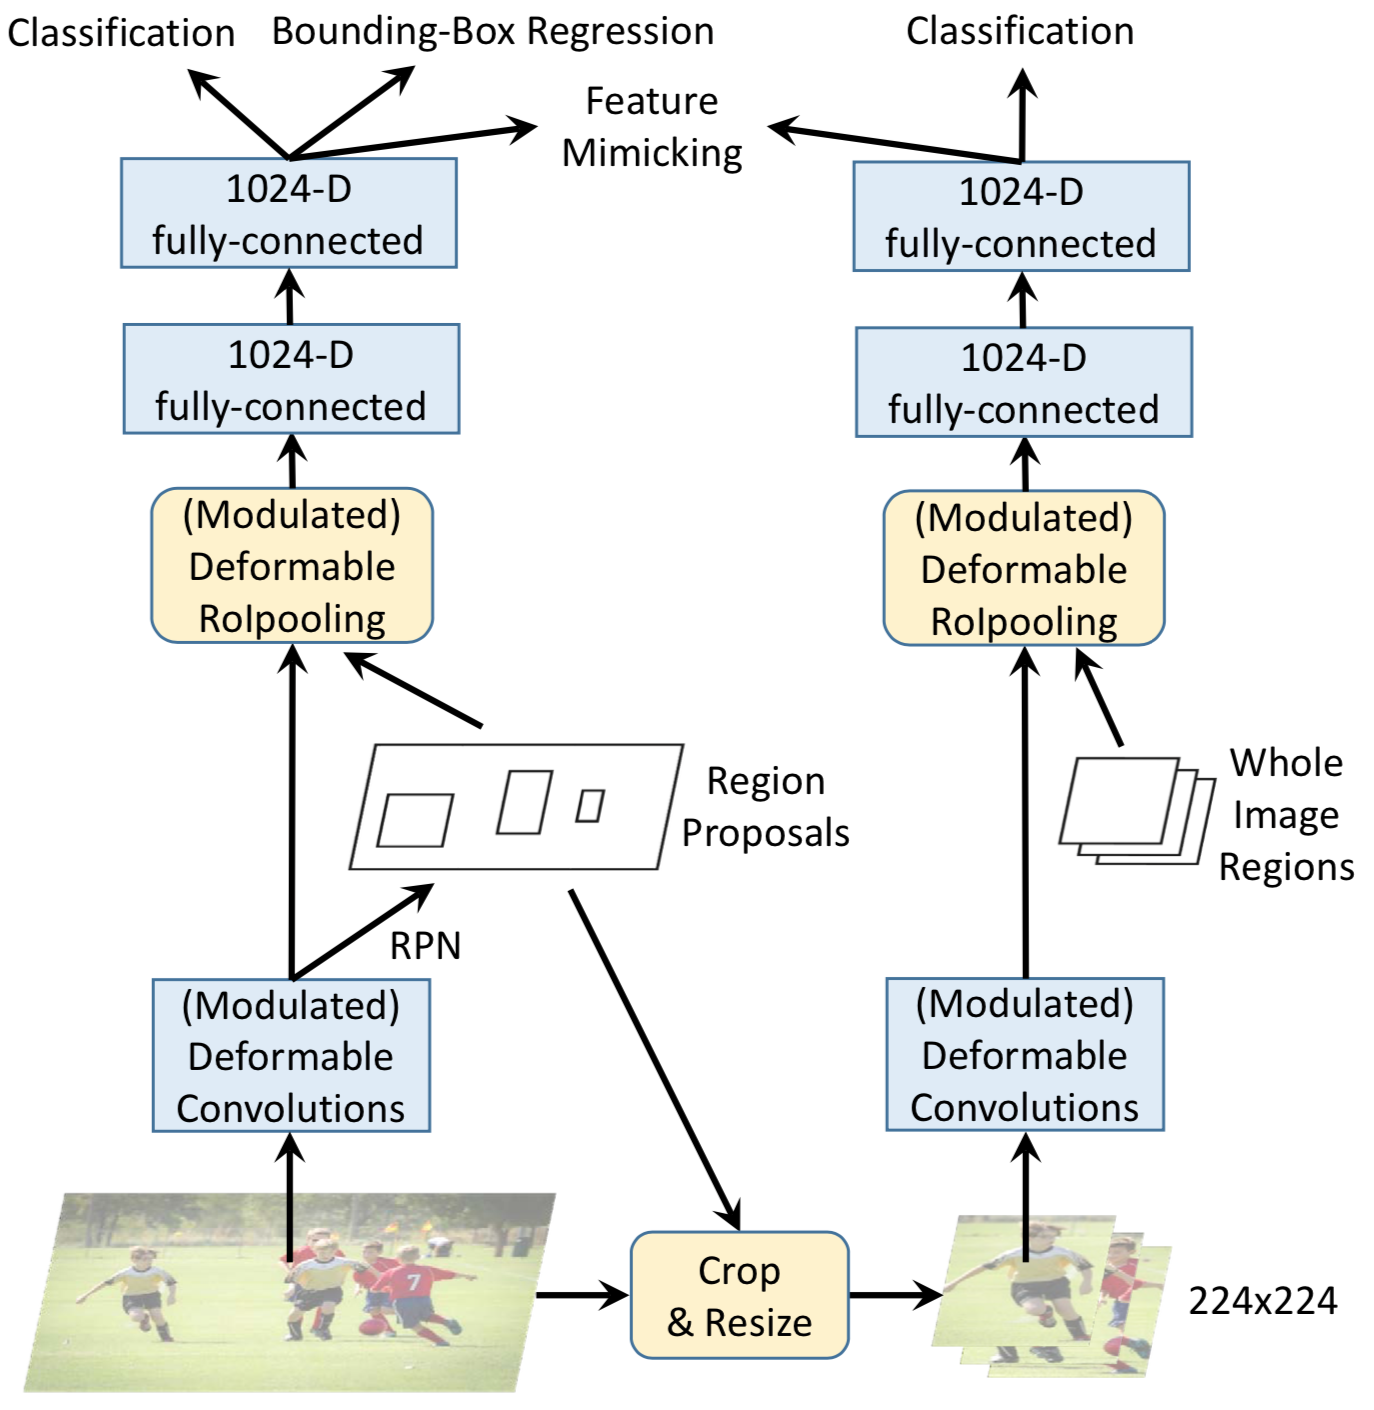 Classification
Bounding-Box Regression
Classification
Feature
Mimicking
1024-D
fully-connected
1024-D
fully-connected
1024-D
fully-connected
1024-D
fully-connected
(Modulated)
Deformable
RoIpooling
(Modulated)
Deformable
RoIpooling
Region
Proposals
Whole
Image
Regions
RPN
(Modulated)
Deformable
Convolutions
(Modulated)
Deformable
Convolutions
7
Crop
& Resize
224x224